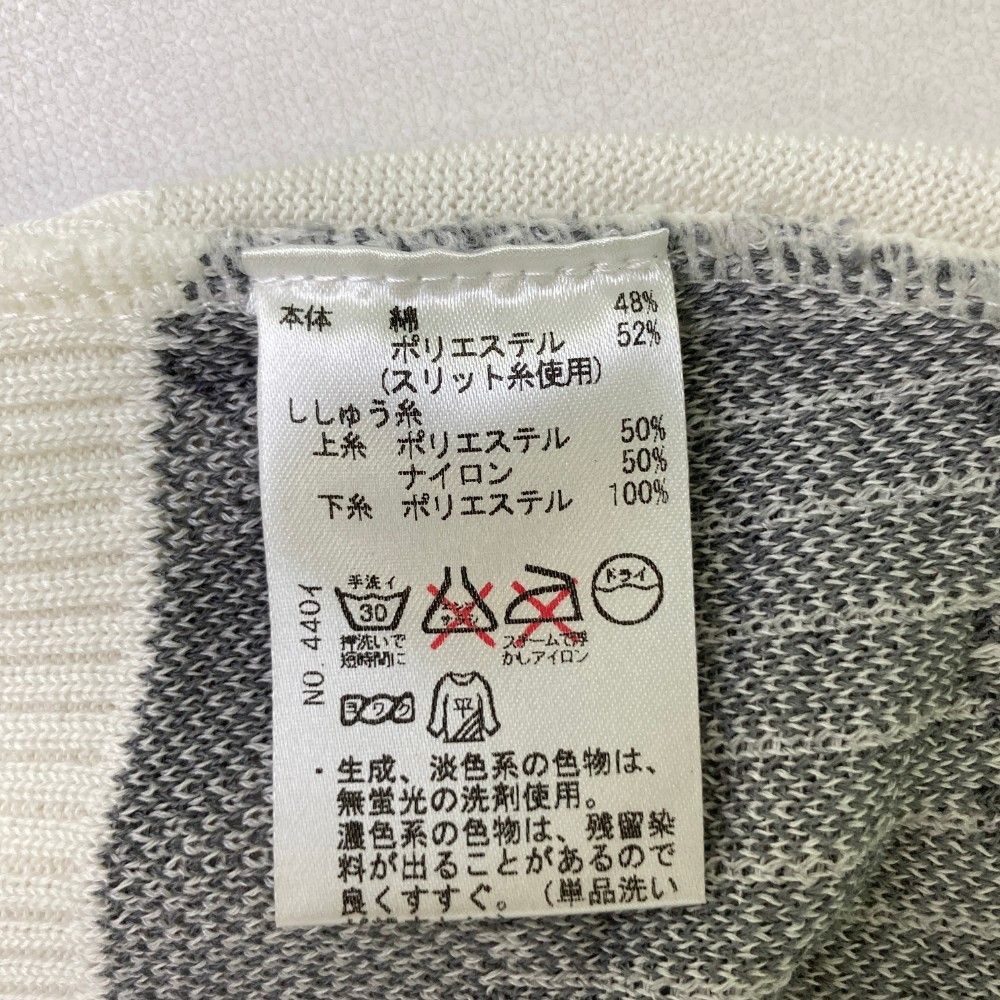 本体 綿 48%
ポリエステル 52%
(スリット糸使用)
ししゅう糸
上糸 ポリエステル 50%
ナイロン 50%
下糸 ポリエステル 100%
NO. 4401
手洗イ
30
押洗いで
短時間に
スチームで浮
かしアイロン
ドライ
ヨワク
平
・生成、淡色系の色物は、
無蛍光の洗剤使用。
濃色系の色物は、残留染
料が出ることがあるので
良くすすぐ。(単品洗い